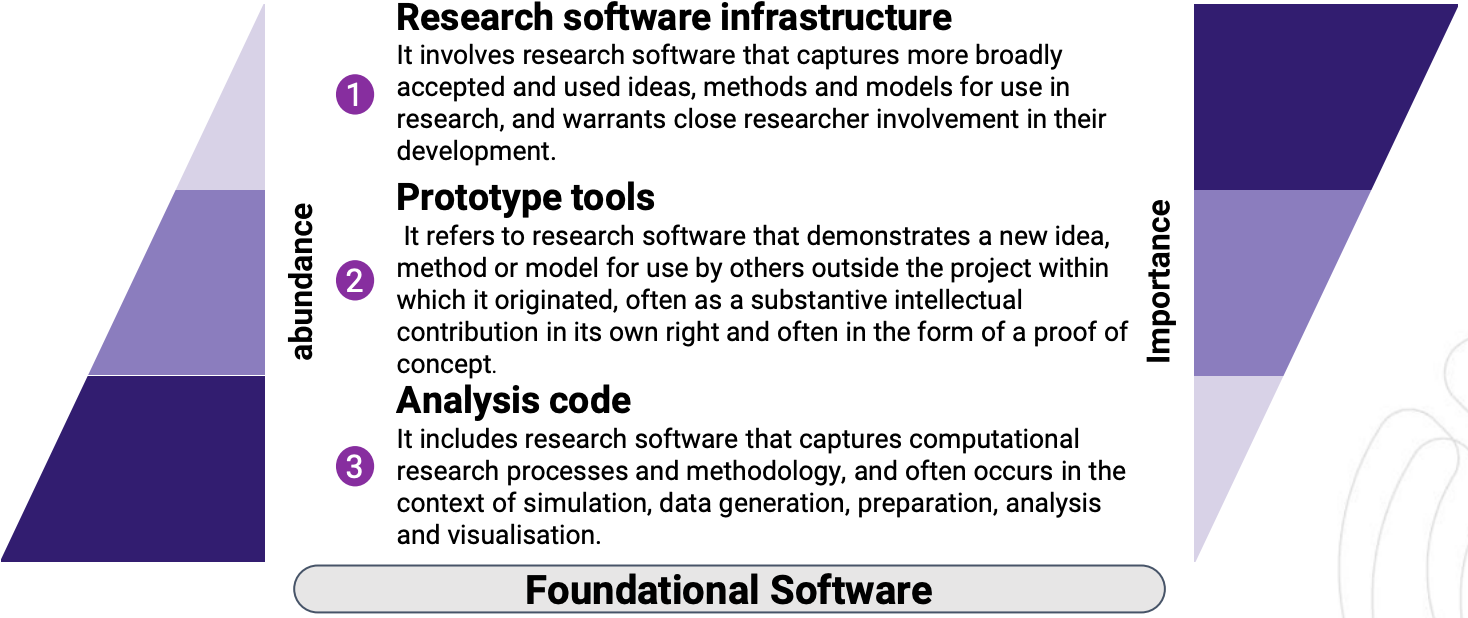 Research software infrastructure
It involves research software that captures more broadly
accepted and used ideas, methods and models for use in
research, and warrants close researcher involvement in their
development.
1
Prototype tools
It refers to research software that demonstrates a new idea,
method or model for use by others outside the project within
which it originated, often as a substantive intellectual
contribution in its own right and often in the form of a proof of
concept.
2
Analysis code
It includes research software that captures computational
research processes and methodology, and often occurs in the
context of simulation, data generation, preparation, analysis
and visualisation.
3
abundance
Importance
Foundational Software